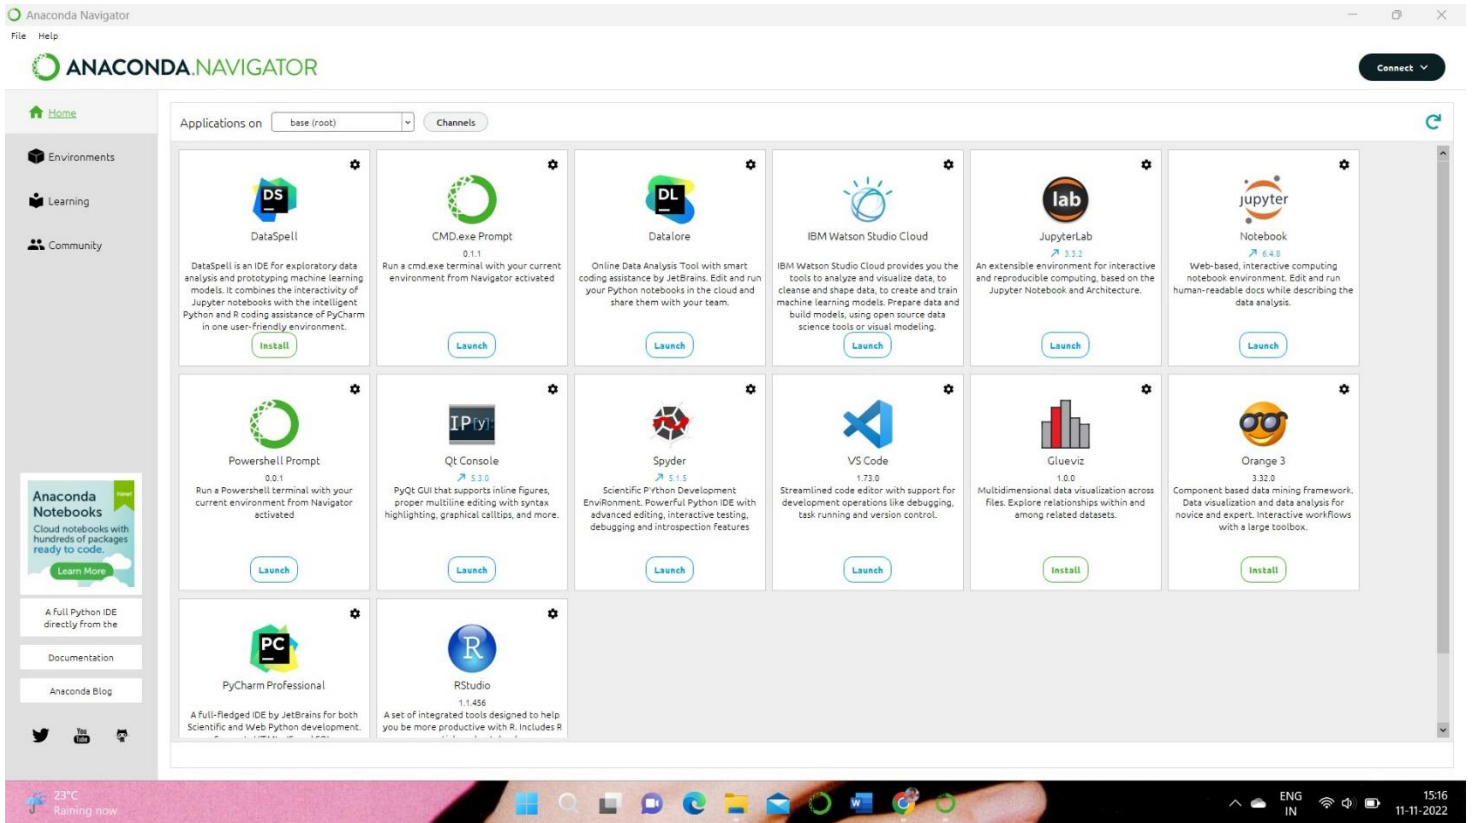 Anaconda Navigator
File Help
ANACONDA.NAVIGATOR
Connect
Home
Environments
Learning
Community
Applications on base (root) Channels
DS
DataSpell
DataSpell is an IDE for exploratory data
analysis and prototyping machine learning
models. It combines the interactivity of
Jupyter notebooks with the intelligent
Python and R coding assistance of PyCharm
in one user-friendly environment.
Install
CMD.exe Prompt
0.1.1
Run a cmd.exe terminal with your current
environment from Navigator activated
Launch
DL
Datalore
Online Data Analysis Tool with smart
coding assistance by JetBrains. Edit and run
your Python notebooks in the cloud and
share them with your team.
Launch
IBM Watson Studio Cloud
IBM Watson Studio Cloud provides you the
tools to analyze and visualize data, to
cleanse and shape data, to create and train
machine learning models. Prepare data and
build models, using open source data
science tools or visual modeling.
Launch
lab
JupyterLab
3.3.2
An extensible environment for interactive
and reproducible computing, based on the
Jupyter Notebook and Architecture.
Launch
jupyter
Notebook
6.4.8
Web-based, interactive computing
notebook environment. Edit and run
human-readable docs while describing the
data analysis.
Launch
Powershell Prompt
0.0.1
Run a Powershell terminal with your
current environment from Navigator
activated
Launch
IP[y]:
Qt Console
5.3.0
PyQt GUI that supports inline figures,
proper multiline editing with syntax
highlighting, graphical calltips, and more.
Launch
Spyder
5.1.5
Scientific PYthon Development
EnviRonment. Powerful Python IDE with
advanced editing, interactive testing,
debugging and introspection features
Launch
VS Code
1.73.0
Streamlined code editor with support for
development operations like debugging,
task running and version control.
Launch
Glueviz
1.0.0
Multidimensional data visualization across
files. Explore relationships within and
among related datasets.
Install
Orange 3
3.32.0
Component based data mining framework.
Data visualization and data analysis for
novice and expert. Interactive workflows
with a large toolbox.
Install
PC
PyCharm Professional
A full-fledged IDE by JetBrains for both
Scientific and Web Python development.
R
RStudio
1.1.456
A set of integrated tools designed to help
you be more productive with R. Includes R
New!
Anaconda
Notebooks
Cloud notebooks with
hundreds of packages
ready to code.
Learn More
A full Python IDE
directly from the
Documentation
Anaconda Blog
You
Tube
23°C
Raining now
ENG
IN
15:16
11-11-2022